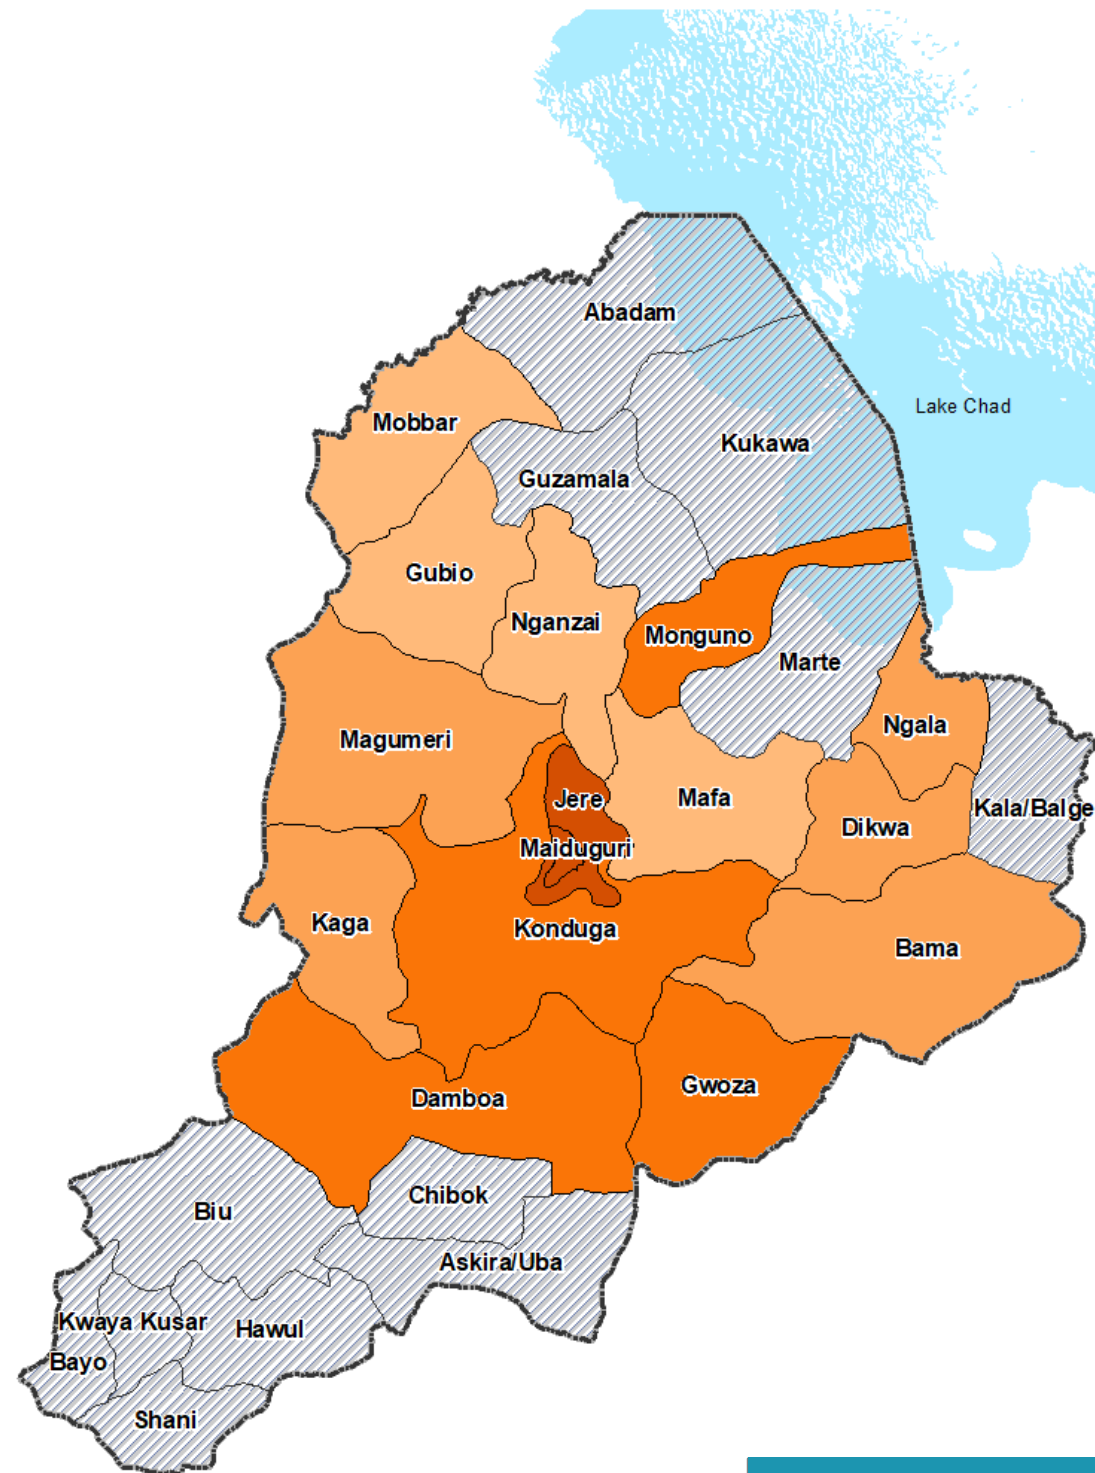 Abadam
Lake Chad
Mobbar
Kukawa
Guzamala
Gubio
Nganzai
Monguno
Marte
Magumeri
Ngala
Jere
Mafa
Kala/Balge
Dikwa
Maiduguri
Kaga
Konduga
Bama
Gwoza
Damboa
Chibok
Biu
Askira/Uba
Kwaya Kusar
Hawul
Bayo
Shani